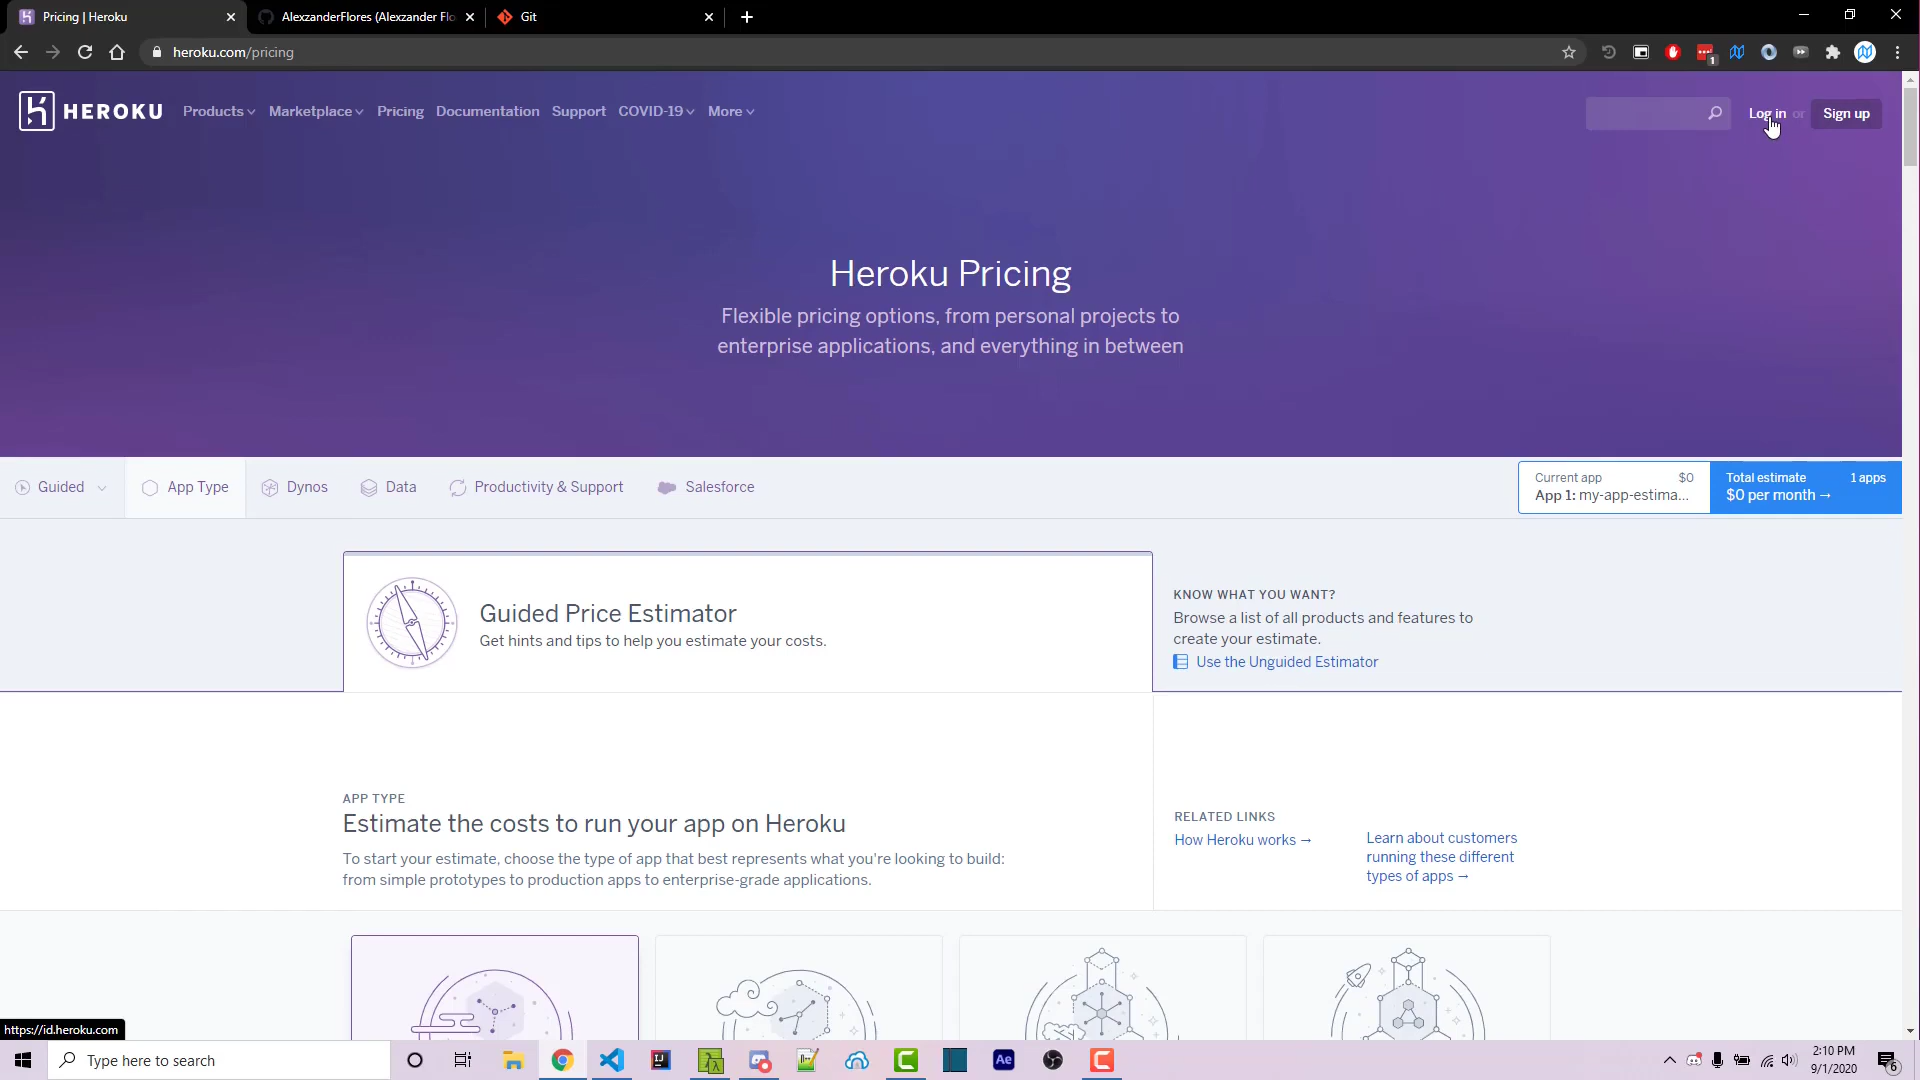 Pricing | Heroku
AlexzanderFlores (Alexzander Flo
Git
heroku.com/pricing
1
HEROKU
Products
Marketplace
Pricing
Documentation
Support
COVID-19
More
Log in or
Sign up
Heroku Pricing
Flexible pricing options, from personal projects to
enterprise applications, and everything in between
Guided
App Type
Dynos
Data
Productivity & Support
Salesforce
Current app $0
App 1: my-app-estima...
Total estimate 1 apps
$0 per month →
Guided Price Estimator
Get hints and tips to help you estimate your costs.
KNOW WHAT YOU WANT?
Browse a list of all products and features to
create your estimate.
Use the Unguided Estimator
APP TYPE
Estimate the costs to run your app on Heroku
To start your estimate, choose the type of app that best represents what you're looking to build:
from simple prototypes to production apps to enterprise-grade applications.
RELATED LINKS
How Heroku works →
Learn about customers
running these different
types of apps →
https://id.heroku.com
Type here to search
IJ
Ae
2:10 PM
9/1/2020
6